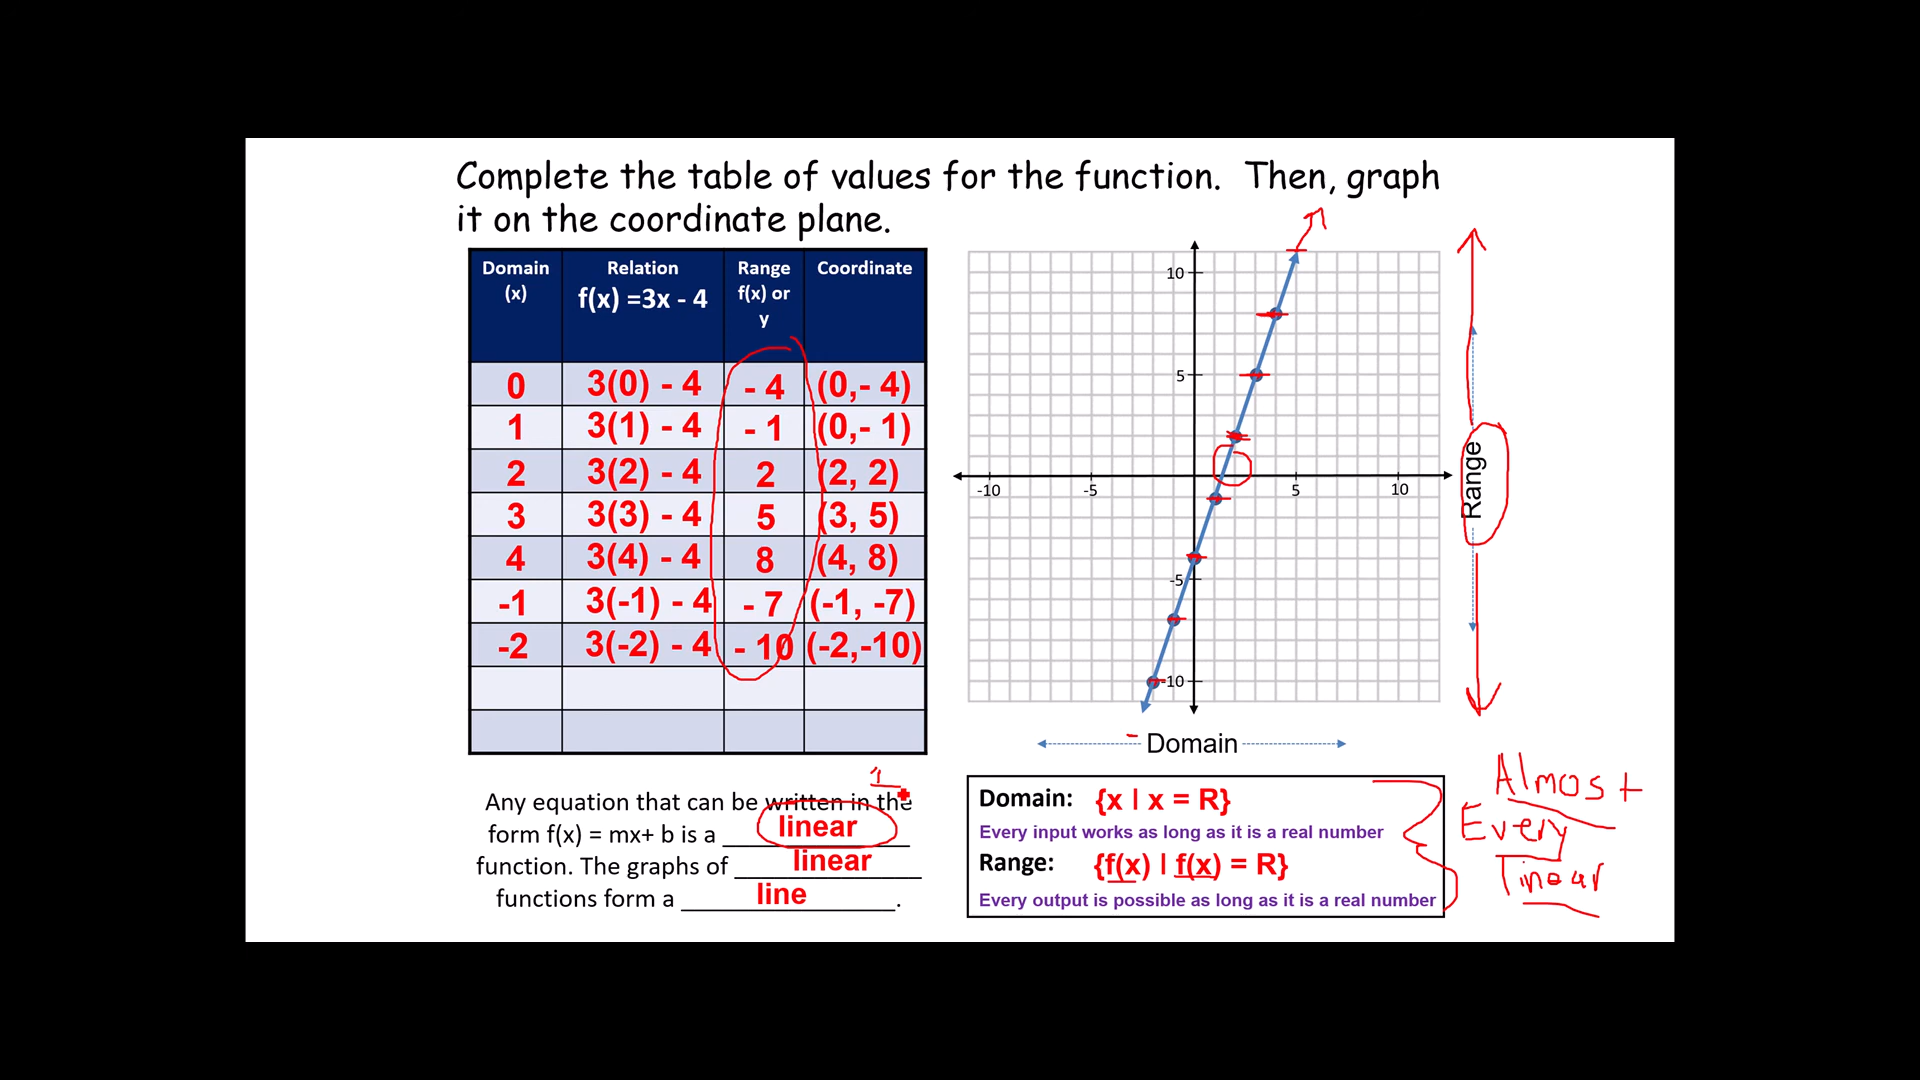 Complete the table of values for the function. Then, graph
it on the coordinate plane.
Domain (x) Relation f(x) =3x - 4 Range f(x) or y Coordinate
0 3(0) - 4 - 4 (0,- 4)
1 3(1) - 4 - 1 (0,- 1)
2 3(2) - 4 2 (2, 2)
3 3(3) - 4 5 (3, 5)
4 3(4) - 4 8 (4, 8)
-1 3(-1) - 4 - 7 (-1, -7)
-2 3(-2) - 4 - 10 (-2,-10)
Any equation that can be written in the
form f(x) = mx+ b is a linear
function. The graphs of linear
functions form a line.
10
5
-10 -5 5 10
-5
-10
Range
Domain
Domain: {x | x = R}
Every input works as long as it is a real number
Range: {f(x) | f(x) = R}
Every output is possible as long as it is a real number
Almost
Every
linear
1